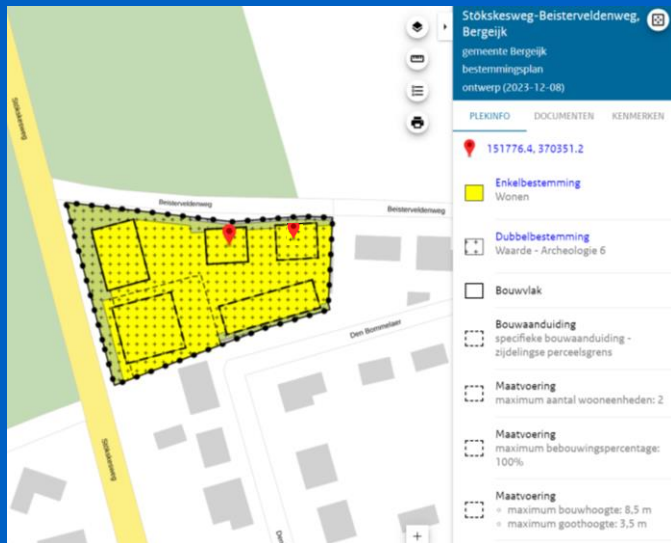 Stökskesweg-Beisterveldenweg,
Bergeijk
gemeente Bergeijk
bestemmingsplan
ontwerp (2023-12-08)
PLEKINFO DOCUMENTEN KENMERKEN
151776.4, 370351.2
Enkelbestemming
Wonen
Dubbelbestemming
Waarde - Archeologie 6
Bouwvlak
Bouwaanduiding
specifieke bouwaanduiding -
zijdelingse perceelsgrens
Maatvoering
maximum aantal wooneenheden: 2
Maatvoering
maximum bebouwingspercentage:
100%
Maatvoering
maximum bouwhoogte: 8,5 m
maximum goothoogte: 3,5 m
Stökskesweg
Beisterveldenweg
Beisterveldenweg
Den Bommelaer
Stökskesweg
Den
+